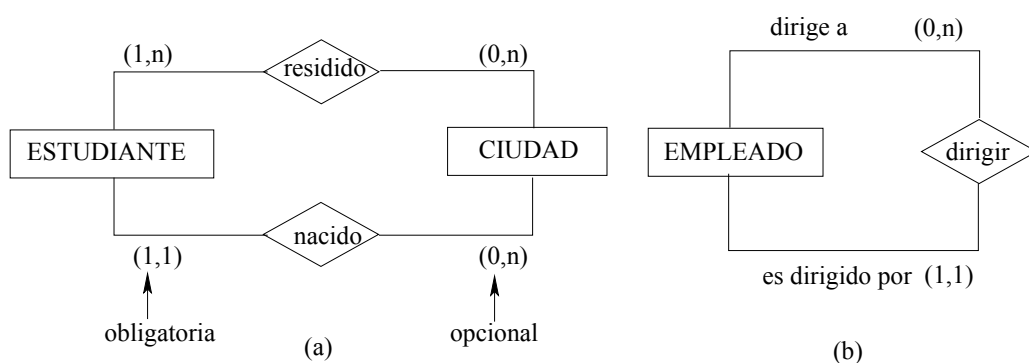 (1,n)
residido
(0,n)
ESTUDIANTE
CIUDAD
nacido
(1,1)
(0,n)
obligatoria
opcional
(a)
dirige a
(0,n)
EMPLEADO
dirigir
es dirigido por (1,1)
(b)